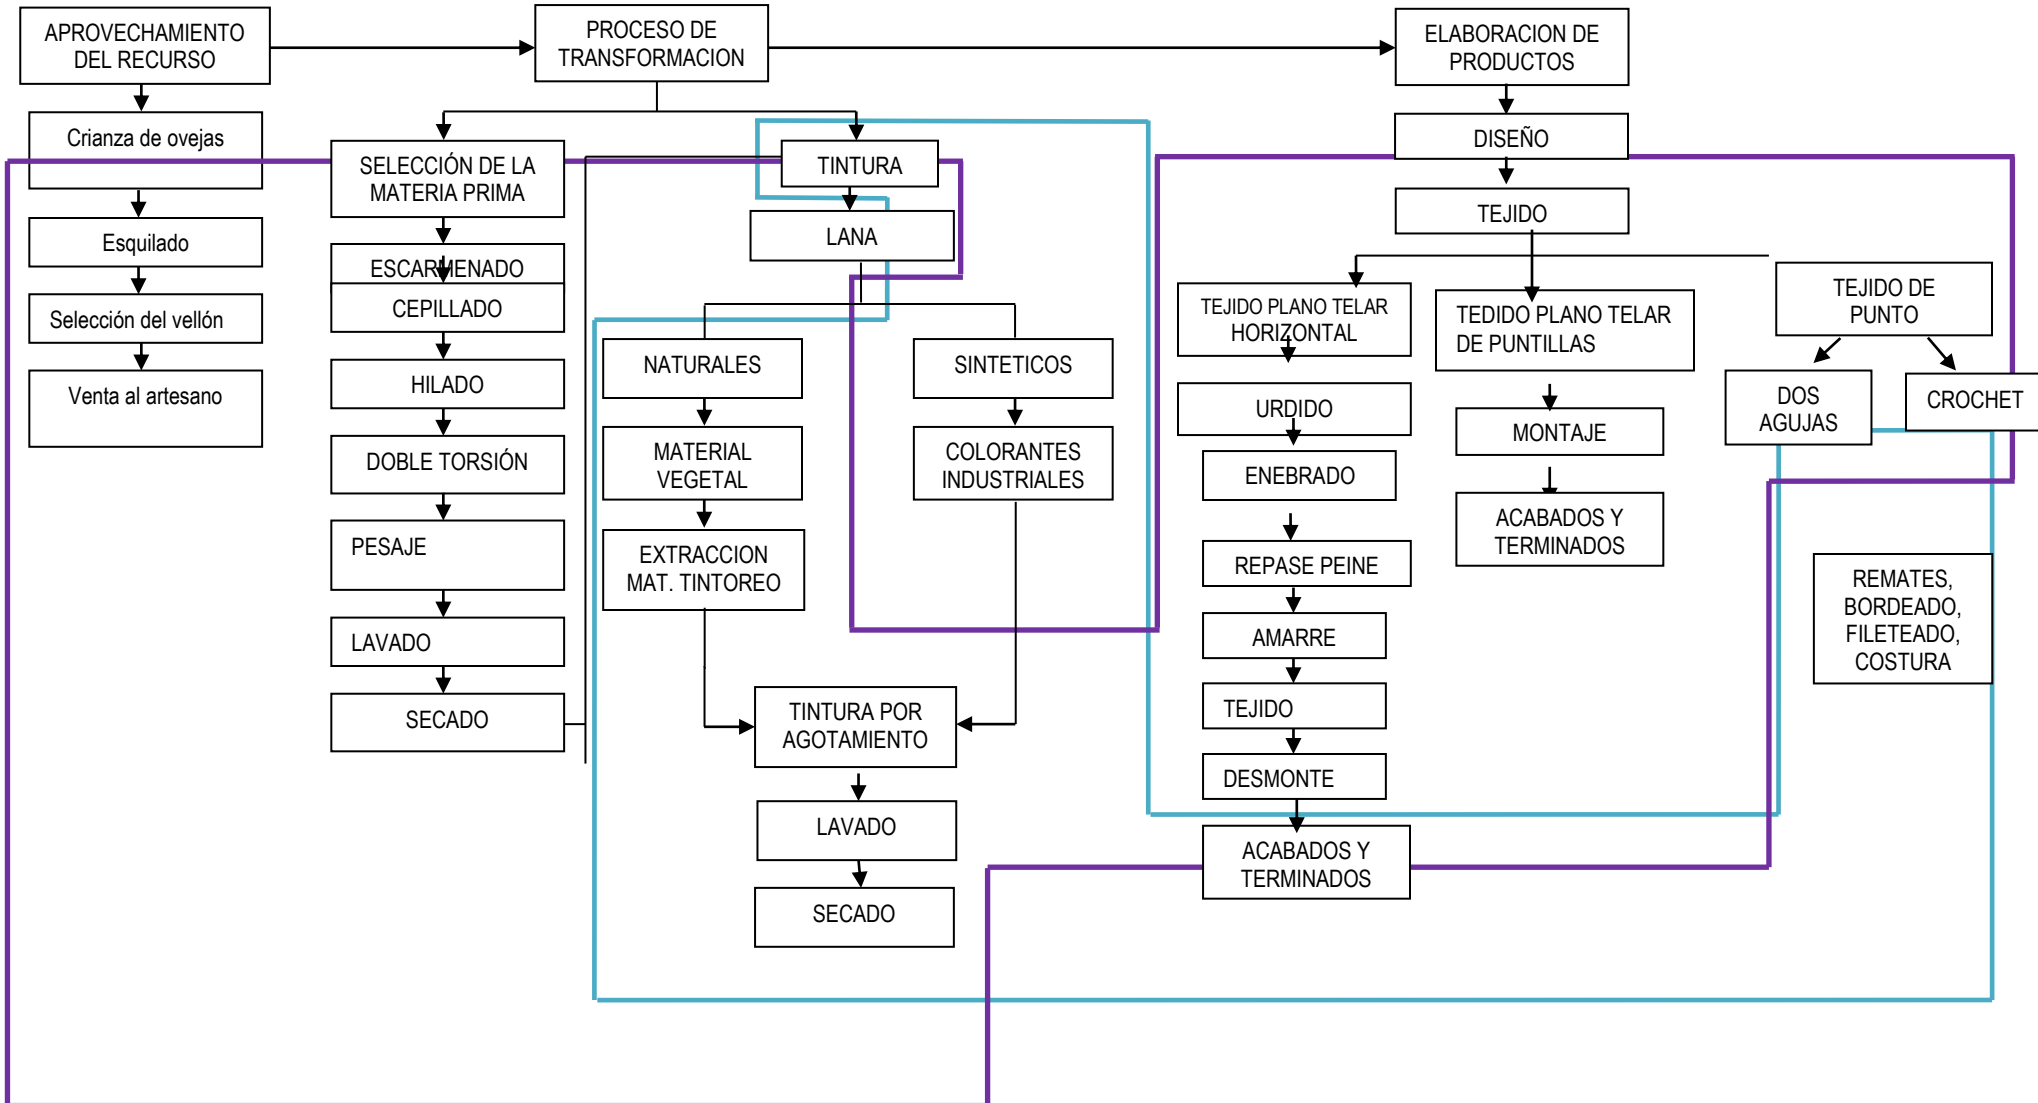 APROVECHAMIENTO
DEL RECURSO
PROCESO DE
TRANSFORMACION
ELABORACION DE
PRODUCTOS
Crianza de ovejas
Esquilado
Selección del vellón
Venta al artesano
SELECCIÓN DE LA
MATERIA PRIMA
ESCARMENADO
CEPILLADO
HILADO
DOBLE TORSIÓN
PESAJE
LAVADO
SECADO
TINTURA
LANA
NATURALES
SINTETICOS
MATERIAL
VEGETAL
COLORANTES
INDUSTRIALES
EXTRACCION
MAT. TINTOREO
TINTURA POR
AGOTAMIENTO
LAVADO
SECADO
DISEÑO
TEJIDO
TEJIDO PLANO TELAR
HORIZONTAL
URDIDO
ENEBRADO
REPASE PEINE
AMARRE
TEJIDO
DESMONTE
ACABADOS Y
TERMINADOS
TEDIDO PLANO TELAR
DE PUNTILLAS
MONTAJE
ACABADOS Y
TERMINADOS
TEJIDO DE
PUNTO
DOS
AGUJAS
CROCHET
REMATES,
BORDEADO,
FILETEADO,
COSTURA